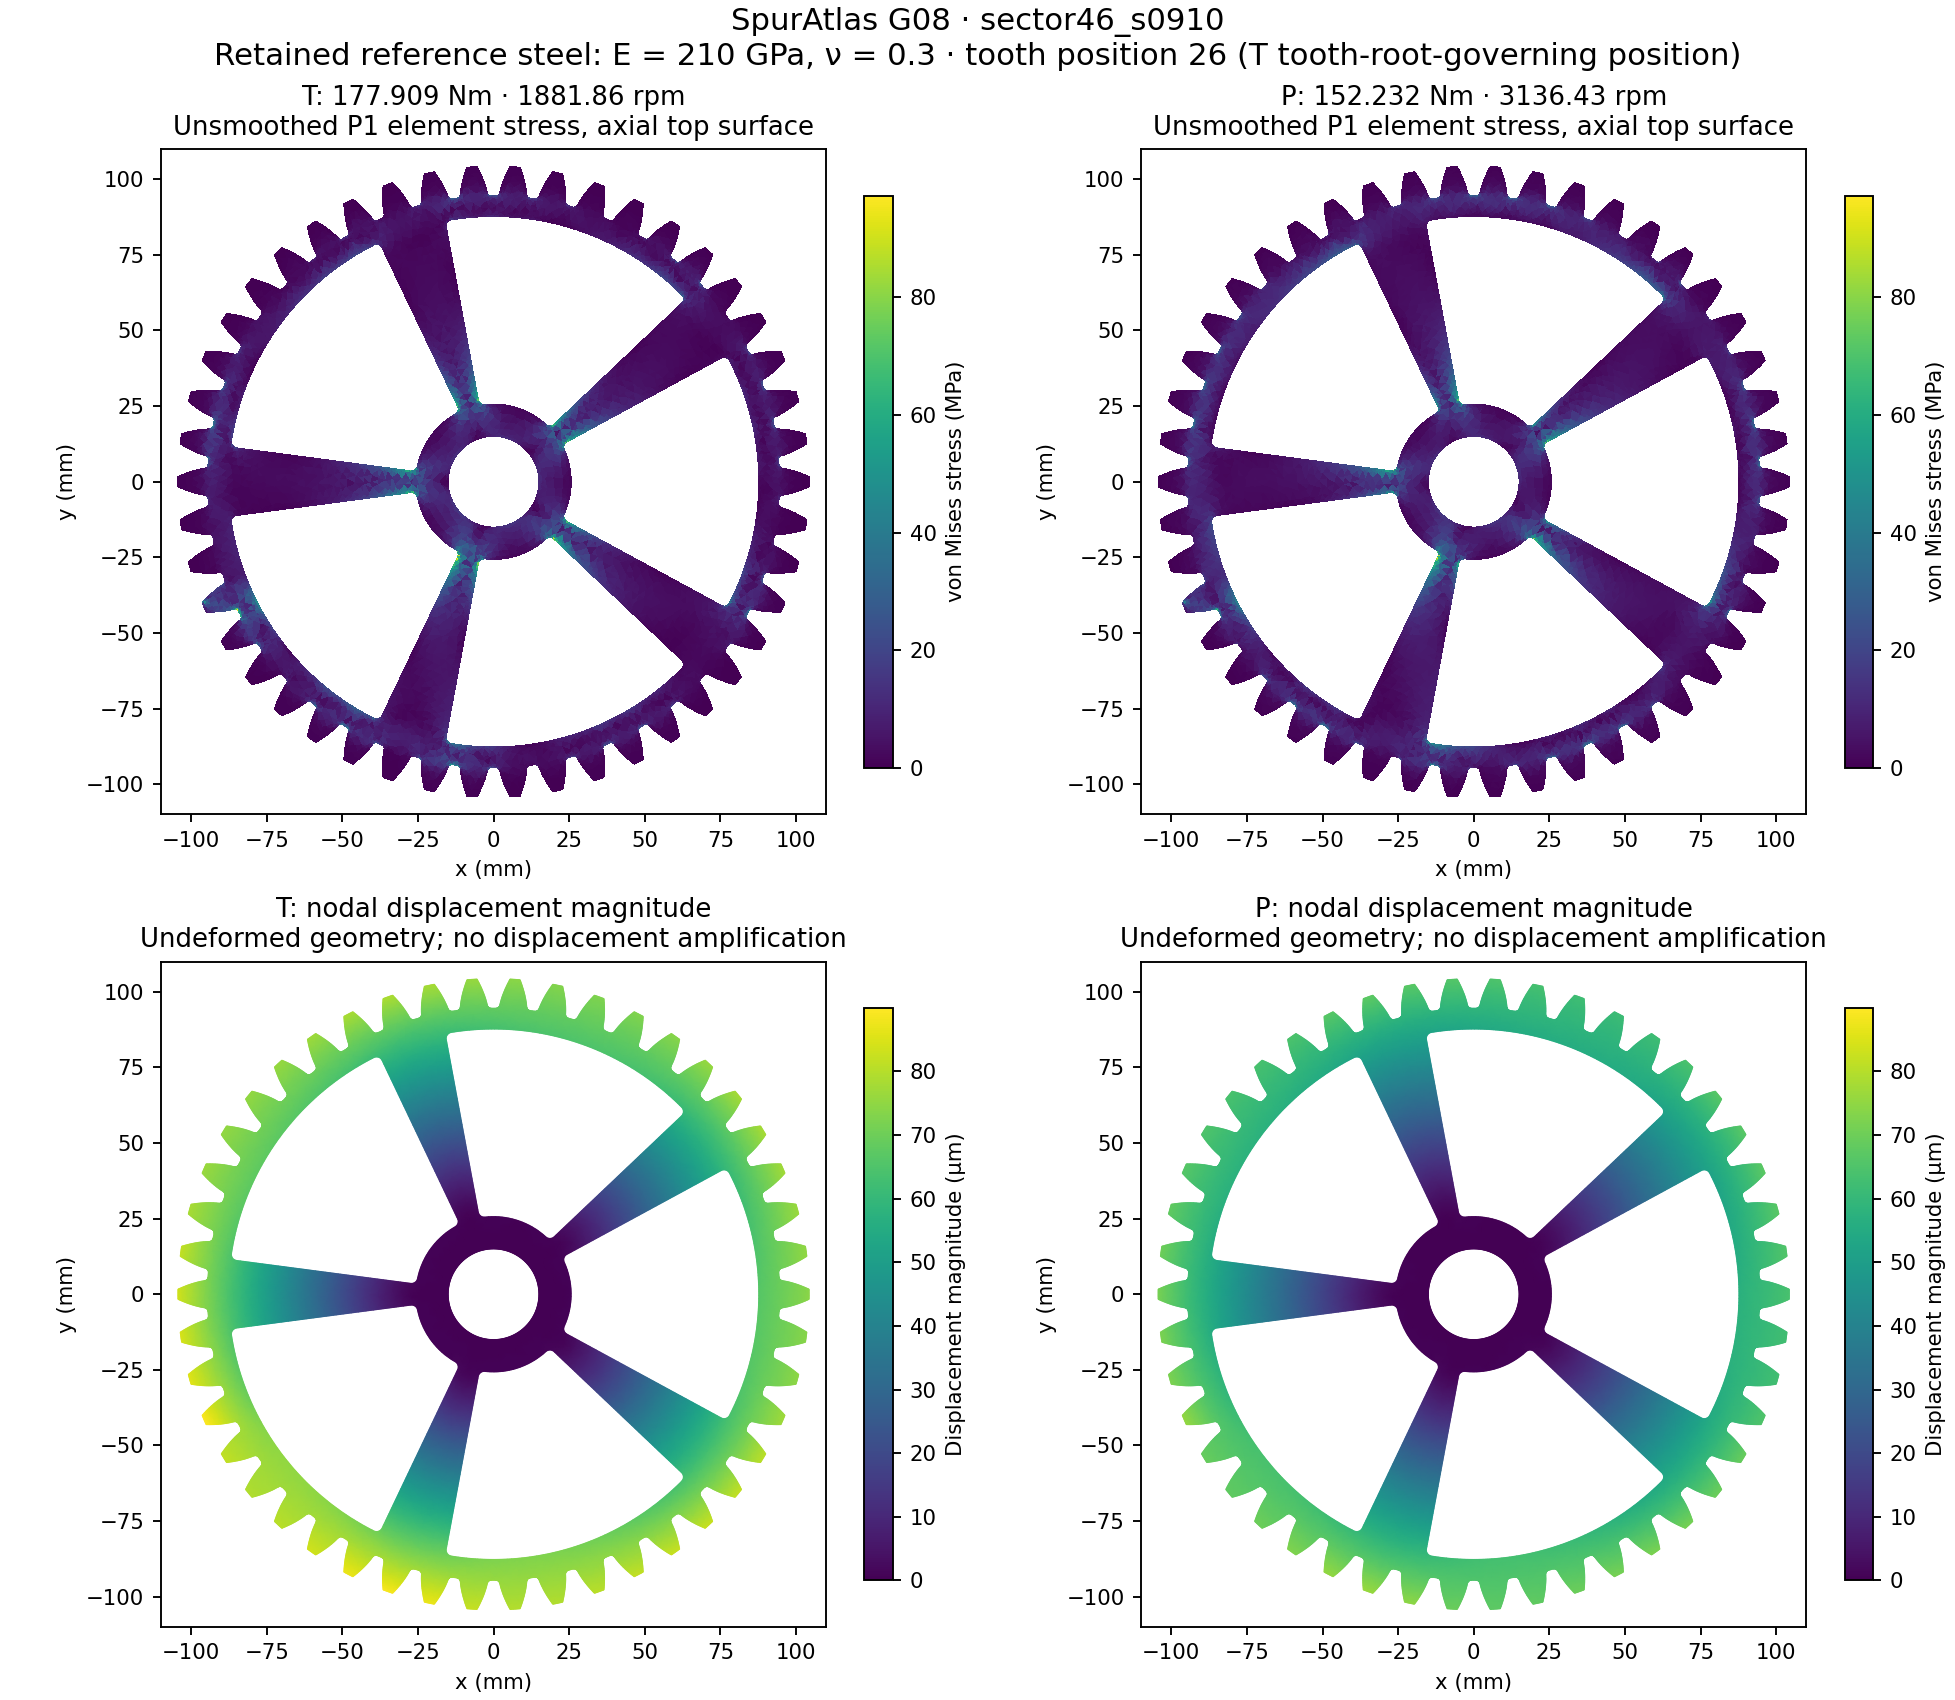 SpurAtlas G08 · sector46_s0910
Retained reference steel: E = 210 GPa, ν = 0.3 · tooth position 26 (T tooth-root-governing position)
T: 177.909 Nm · 1881.86 rpm
Unsmoothed P1 element stress, axial top surface
100
75
50
25
0
−25
−50
−75
−100
y (mm)
−100 −75 −50 −25 0 25 50 75 100
x (mm)
80
60
40
20
0
von Mises stress (MPa)
P: 152.232 Nm · 3136.43 rpm
Unsmoothed P1 element stress, axial top surface
100
75
50
25
0
−25
−50
−75
−100
y (mm)
−100 −75 −50 −25 0 25 50 75 100
x (mm)
80
60
40
20
0
von Mises stress (MPa)
T: nodal displacement magnitude
Undeformed geometry; no displacement amplification
100
75
50
25
0
−25
−50
−75
−100
y (mm)
−100 −75 −50 −25 0 25 50 75 100
x (mm)
80
70
60
50
40
30
20
10
0
Displacement magnitude (µm)
P: nodal displacement magnitude
Undeformed geometry; no displacement amplification
100
75
50
25
0
−25
−50
−75
−100
y (mm)
−100 −75 −50 −25 0 25 50 75 100
x (mm)
80
70
60
50
40
30
20
10
0
Displacement magnitude (µm)